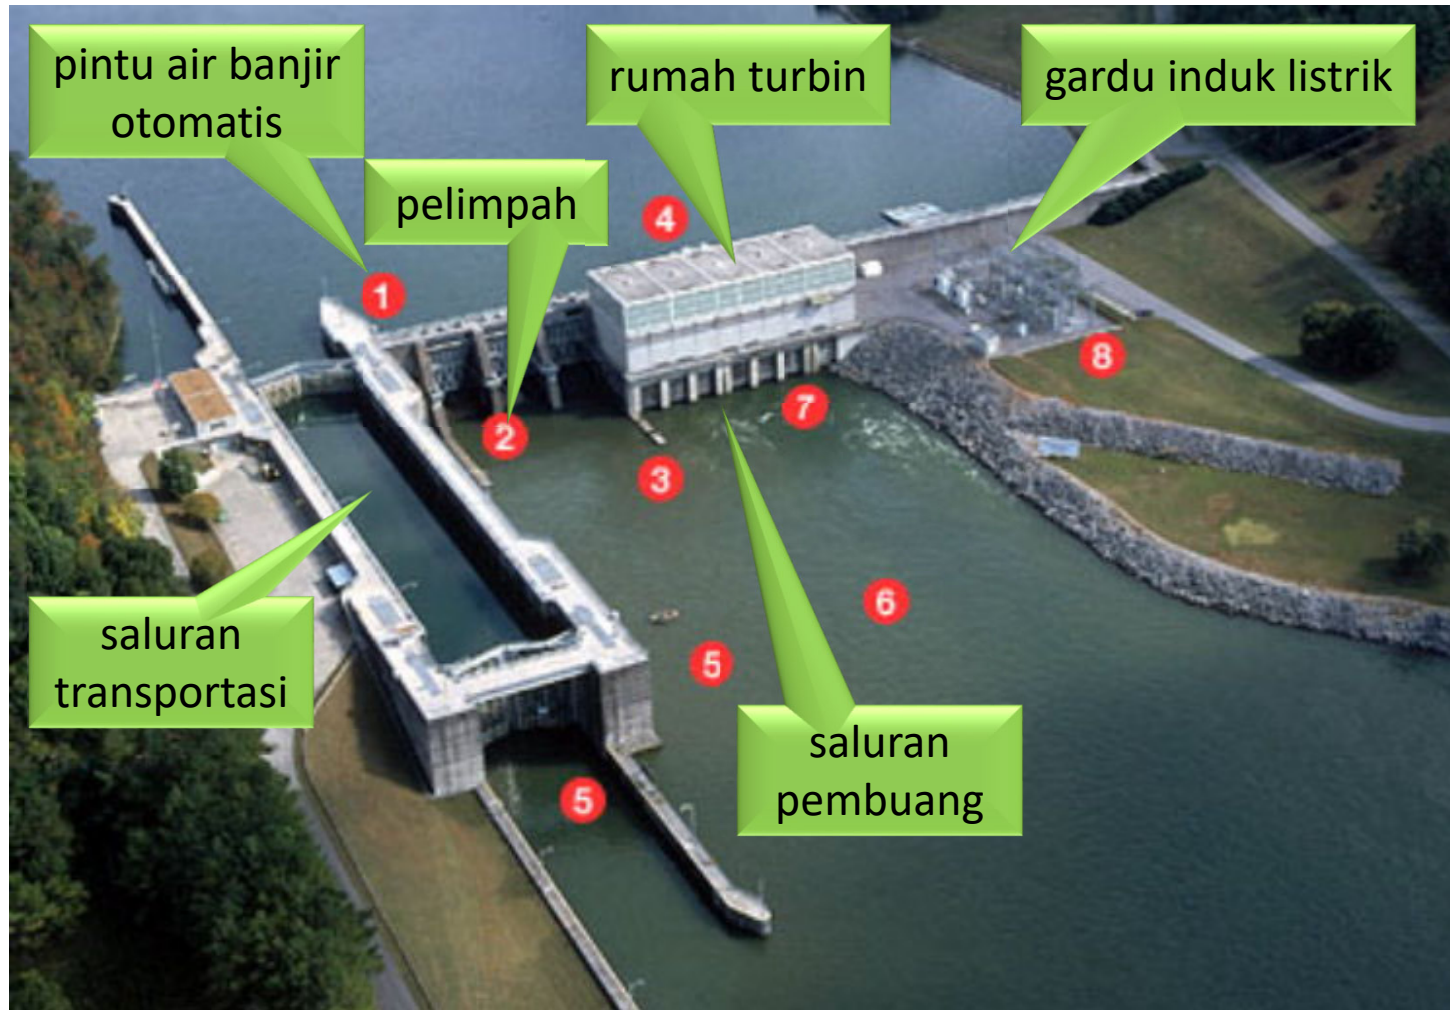 pintu air banjir
otomatis
rumah turbin
gardu induk listrik
pelimpah
4
1
8
7
2
3
6
saluran
transportasi
5
saluran
pembuang
5